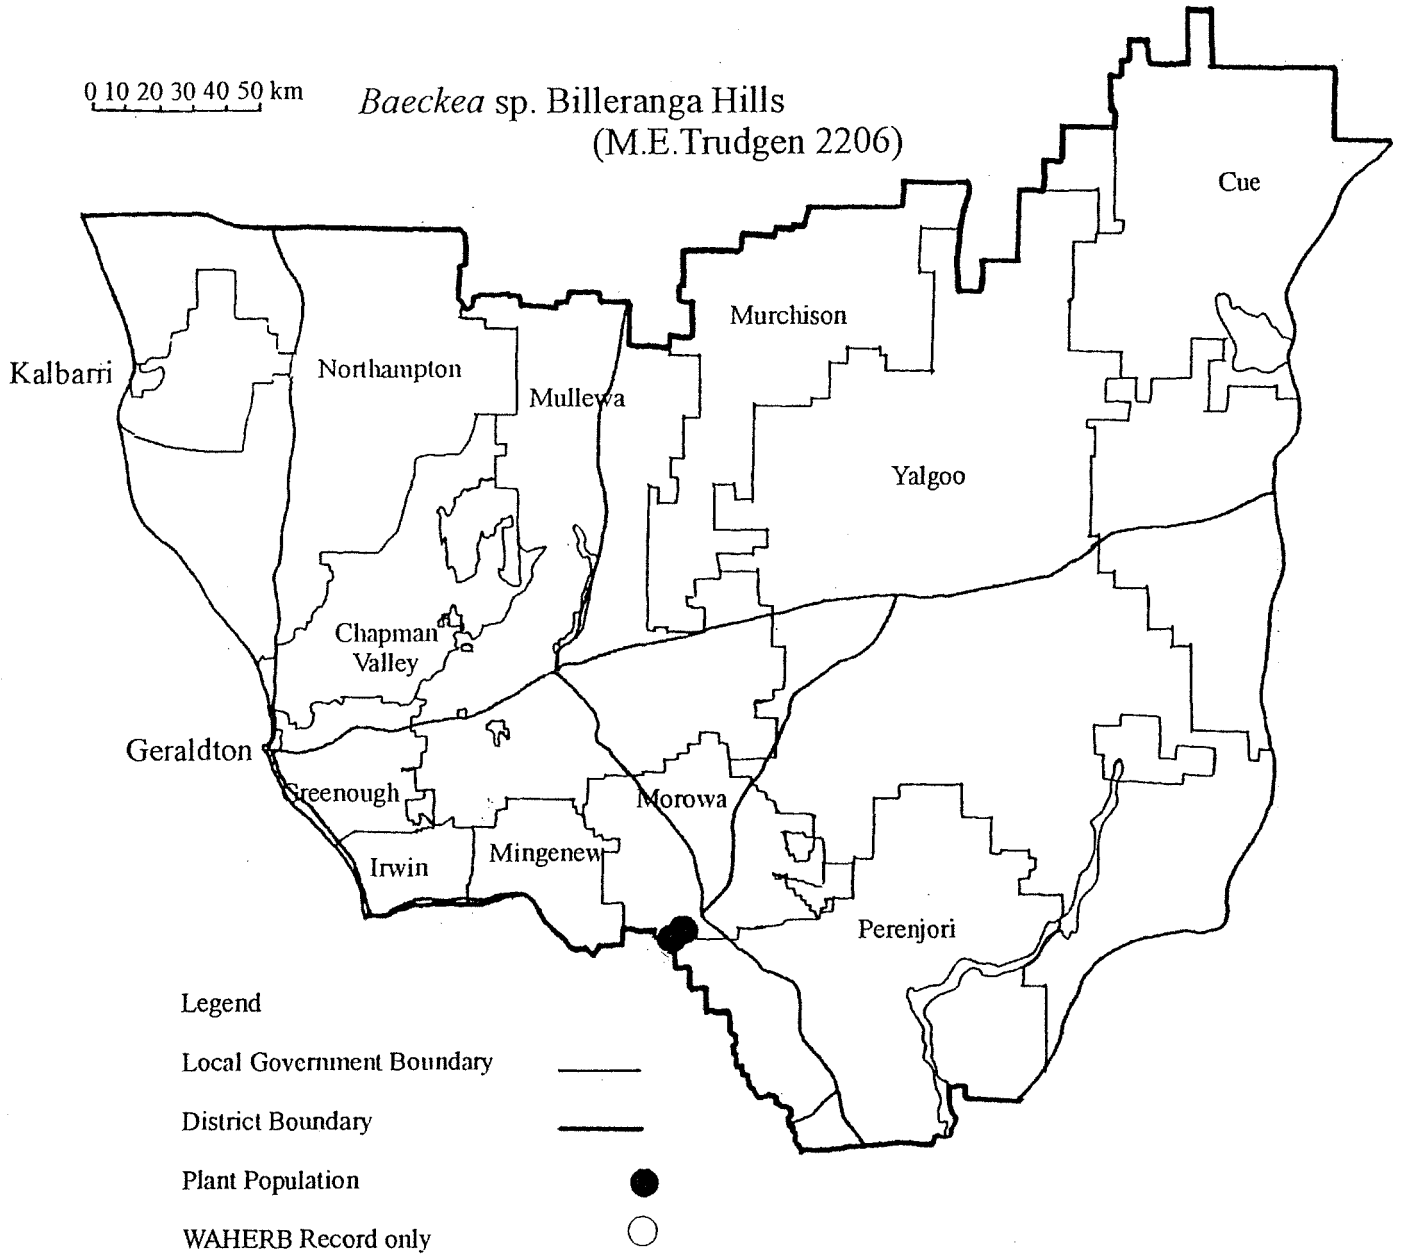 0 10 20 30 40 50 km
Baeckea sp. Billeranga Hills
(M.E.Trudgen 2206)
Cue
Murchison
Kalbarri
Northampton
Mullewa
Yalgoo
Chapman
Valley
Geraldton
Greenough
Morowa
Irwin
Mingenew
Perenjori
Legend
Local Government Boundary
District Boundary
Plant Population
WAHERB Record only